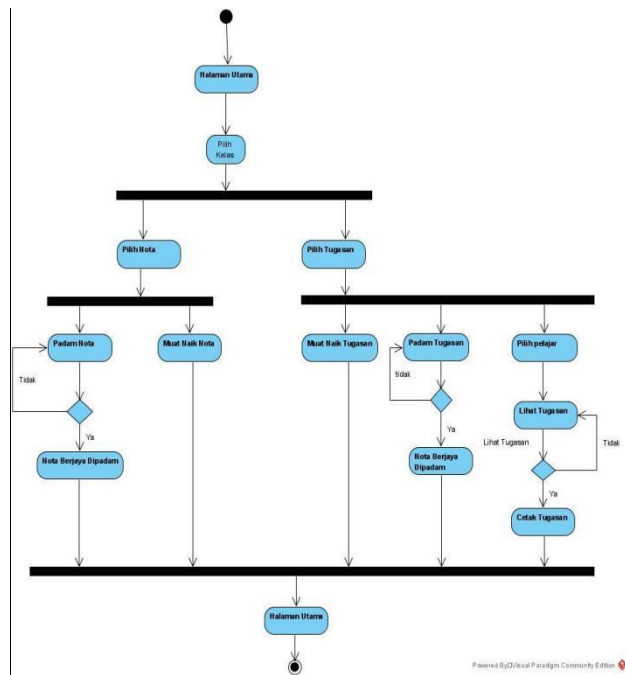 Halaman Utama
Pilih
Kelas
Pilih Nota
Pilih Tugasan
Padam Nota
Muat Naik Nota
Muat Naik Tugasan
Padam Tugasan
Pilih pelajar
Tidak
tidak
Lihat Tugasan
Ya
Ya
Lihat Tugasan
Tidak
Nota Berjaya Dipadam
Nota Berjaya
Dipadam
Ya
Cetak Tugasan
Halaman Utama
Powered By Visual Paradigm Community Edition